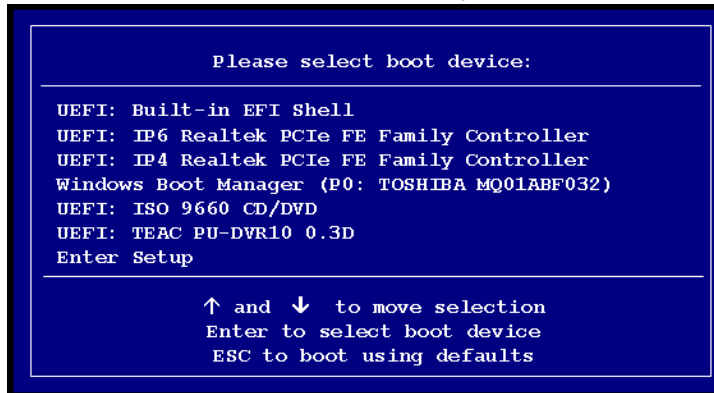 Please select boot device:
UEFI: Built-in EFI Shell
UEFI: IP6 Realtek PCIe FE Family Controller
UEFI: IP4 Realtek PCIe FE Family Controller
Windows Boot Manager (P0: TOSHIBA MQ01ABF032)
UEFI: ISO 9660 CD/DVD
UEFI: TEAC PU-DVR10 0.3D
Enter Setup
↑ and ↓ to move selection
Enter to select boot device
ESC to boot using defaults